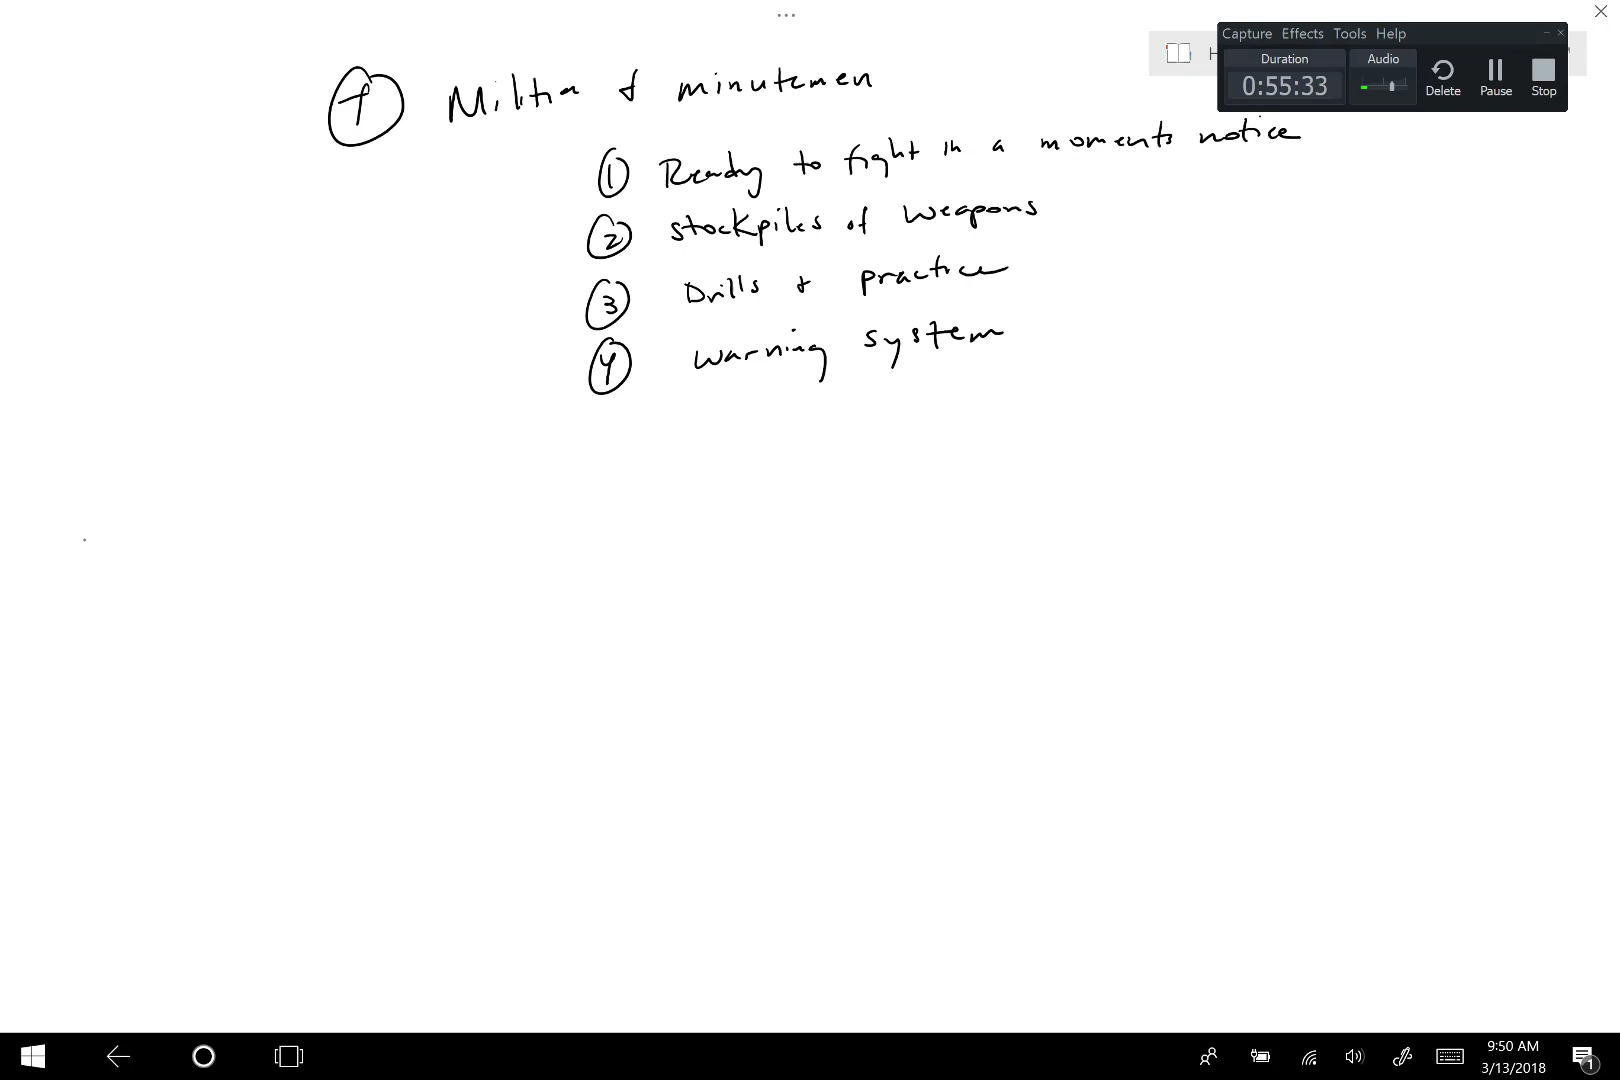 Capture Effects Tools Help
Duration Audio
0:55:33
Delete Pause Stop
Militia & minutemen
① Ready to fight in a moments notice
② stockpiles of weapons
③ Drills & practice
④ warning system
9:50 AM
3/13/2018
1